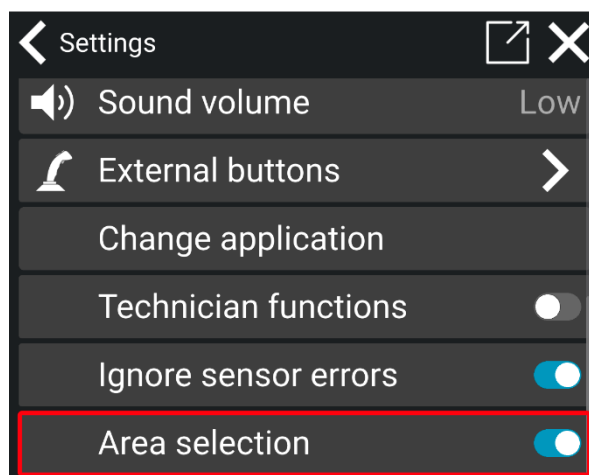 Settings
Sound volume Low
External buttons
Change application
Technician functions
Ignore sensor errors
Area selection